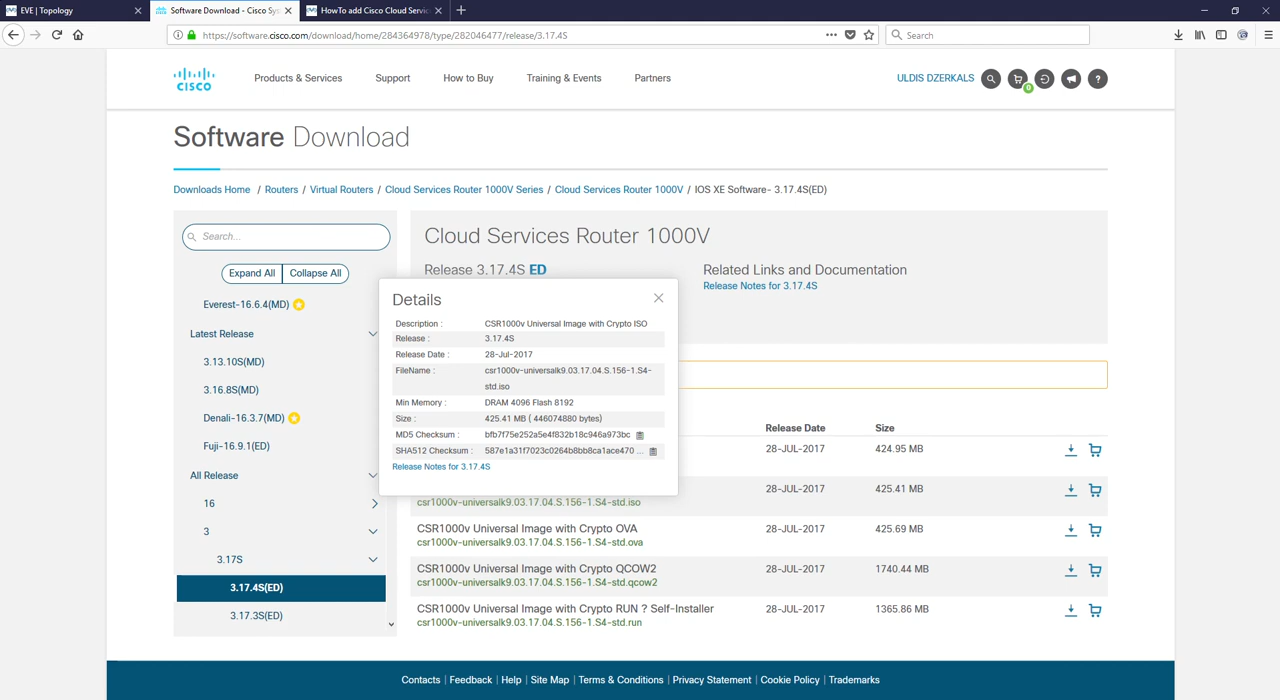 EVE | Topology
Software Download - Cisco Sys
HowTo add Cisco Cloud Servic
https://software.cisco.com/download/home/284364978/type/282046477/release/3.17.4S
Search
CISCO
Products & Services
Support
How to Buy
Training & Events
Partners
ULDIS DZERKALS
0
?
Software Download
Downloads Home / Routers / Virtual Routers / Cloud Services Router 1000V Series / Cloud Services Router 1000V / IOS XE Software- 3.17.4S(ED)
Search...
Expand All
Collapse All
Everest-16.6.4(MD)
Latest Release
3.13.10S(MD)
3.16.8S(MD)
Denali-16.3.7(MD)
Fuji-16.9.1(ED)
All Release
16
3
3.17S
3.17.4S(ED)
3.17.3S(ED)
Cloud Services Router 1000V
Release 3.17.4S ED
Related Links and Documentation
Release Notes for 3.17.4S
Details
Description : CSR1000v Universal Image with Crypto ISO
Release : 3.17.4S
Release Date : 28-Jul-2017
FileName : csr1000v-universalk9.03.17.04.S.156-1.S4-
std.iso
Min Memory : DRAM 4096 Flash 8192
Size : 425.41 MB ( 446074880 bytes)
MD5 Checksum : bfb7f75e252a5e4f832b18c946a973bc
SHA512 Checksum : 587e1a31f7023c0264b8bb8ca1ace470 ...
Release Notes for 3.17.4S
Release Date Size
28-JUL-2017 424.95 MB
28-JUL-2017 425.41 MB
csr1000v-universalk9.03.17.04.S.156-1.S4-std.iso
CSR1000v Universal Image with Crypto OVA 28-JUL-2017 425.69 MB
csr1000v-universalk9.03.17.04.S.156-1.S4-std.ova
CSR1000v Universal Image with Crypto QCOW2 28-JUL-2017 1740.44 MB
csr1000v-universalk9.03.17.04.S.156-1.S4-std.qcow2
CSR1000v Universal Image with Crypto RUN ? Self-Installer 28-JUL-2017 1365.86 MB
csr1000v-universalk9.03.17.04.S.156-1.S4-std.run
Contacts | Feedback | Help | Site Map | Terms & Conditions | Privacy Statement | Cookie Policy | Trademarks